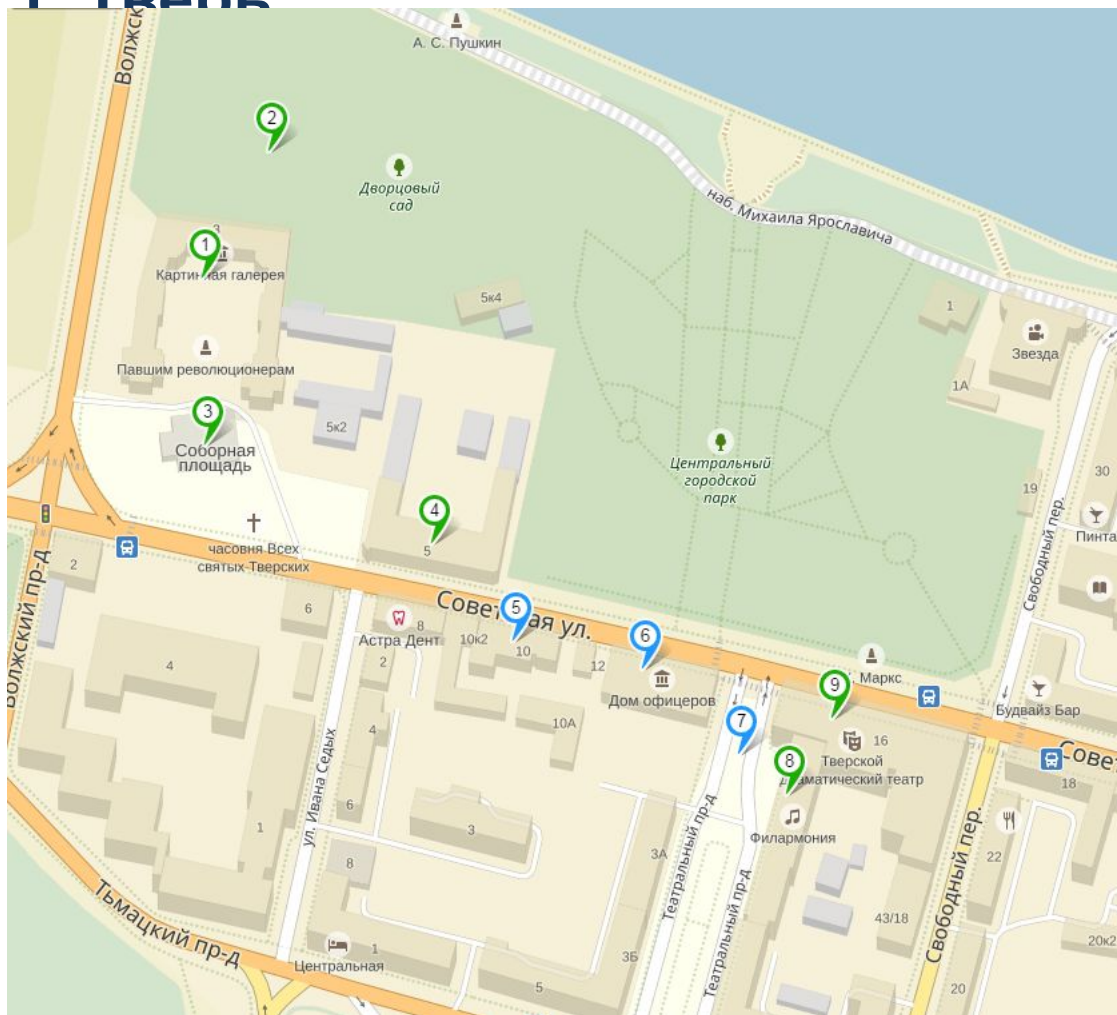 г. Тверь
Волжск
А. С. Пушкин
2
Дворцовый
сад
наб. Михаила Ярославича
3
1
Картинная галерея
5к4
1
Звезда
Павшим революционерам
1А
3
5к2
Соборная
площадь
Центральный
городской
парк
30
19
Пинта
4
5
часовня Всех
святых Тверских
Свободный пер.
2
6
Советская ул.
5
8
Астра Дент
10к2
10
6
12
Дом офицеров
Маркс
9
Будвайз Бар
Волжский пр-д
4
2
10А
7
16
Тверской
драматический театр
Сове
18
8
4
ул. Ивана Седых
6
3
Филармония
3А
Театральный пр-д
Театральный пр-д
Свободный пер.
22
1
8
43/18
Тьмацкий пр-д
Центральная
1
5
3Б
20
20к2